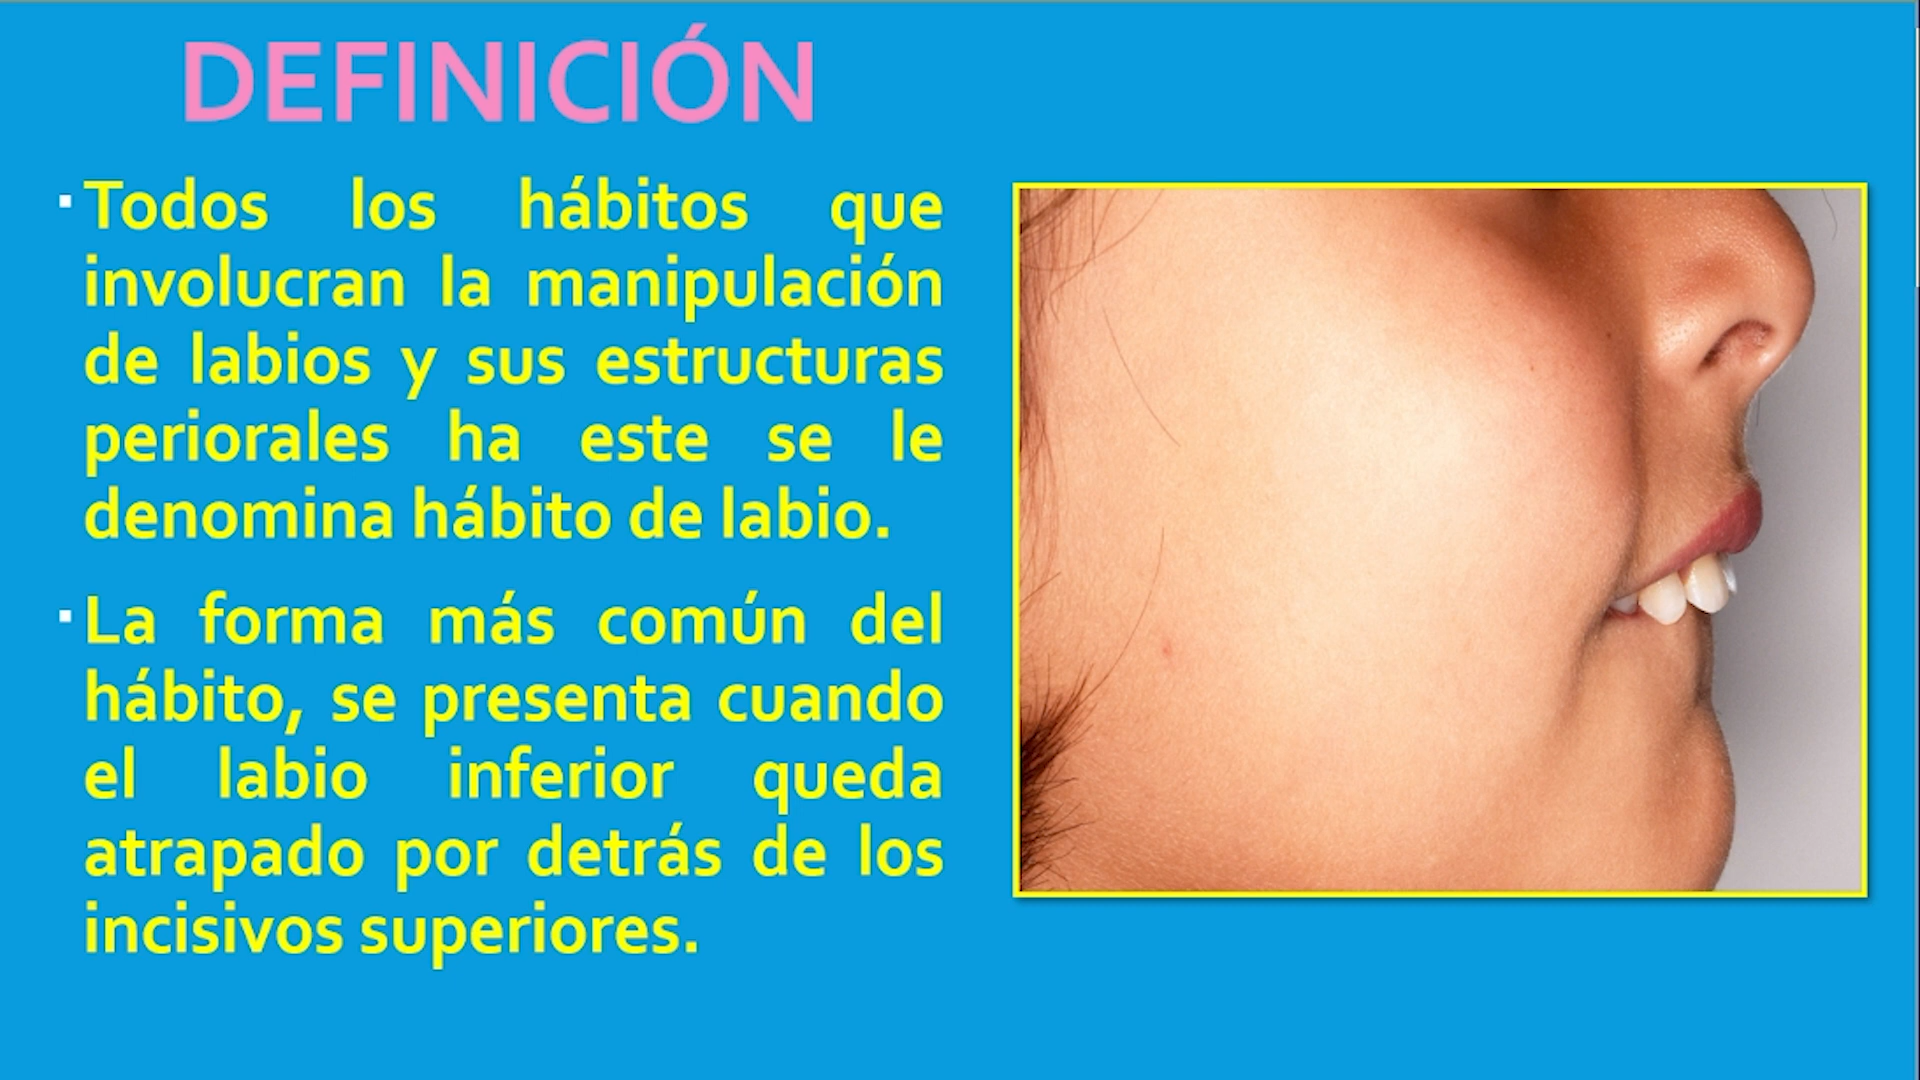 DEFINICIÓN
Todos los hábitos que
involucran la manipulación
de labios y sus estructuras
periorales ha este se le
denomina hábito de labio.
La forma más común del
hábito, se presenta cuando
el labio inferior queda
atrapado por detrás de los
incisivos superiores.